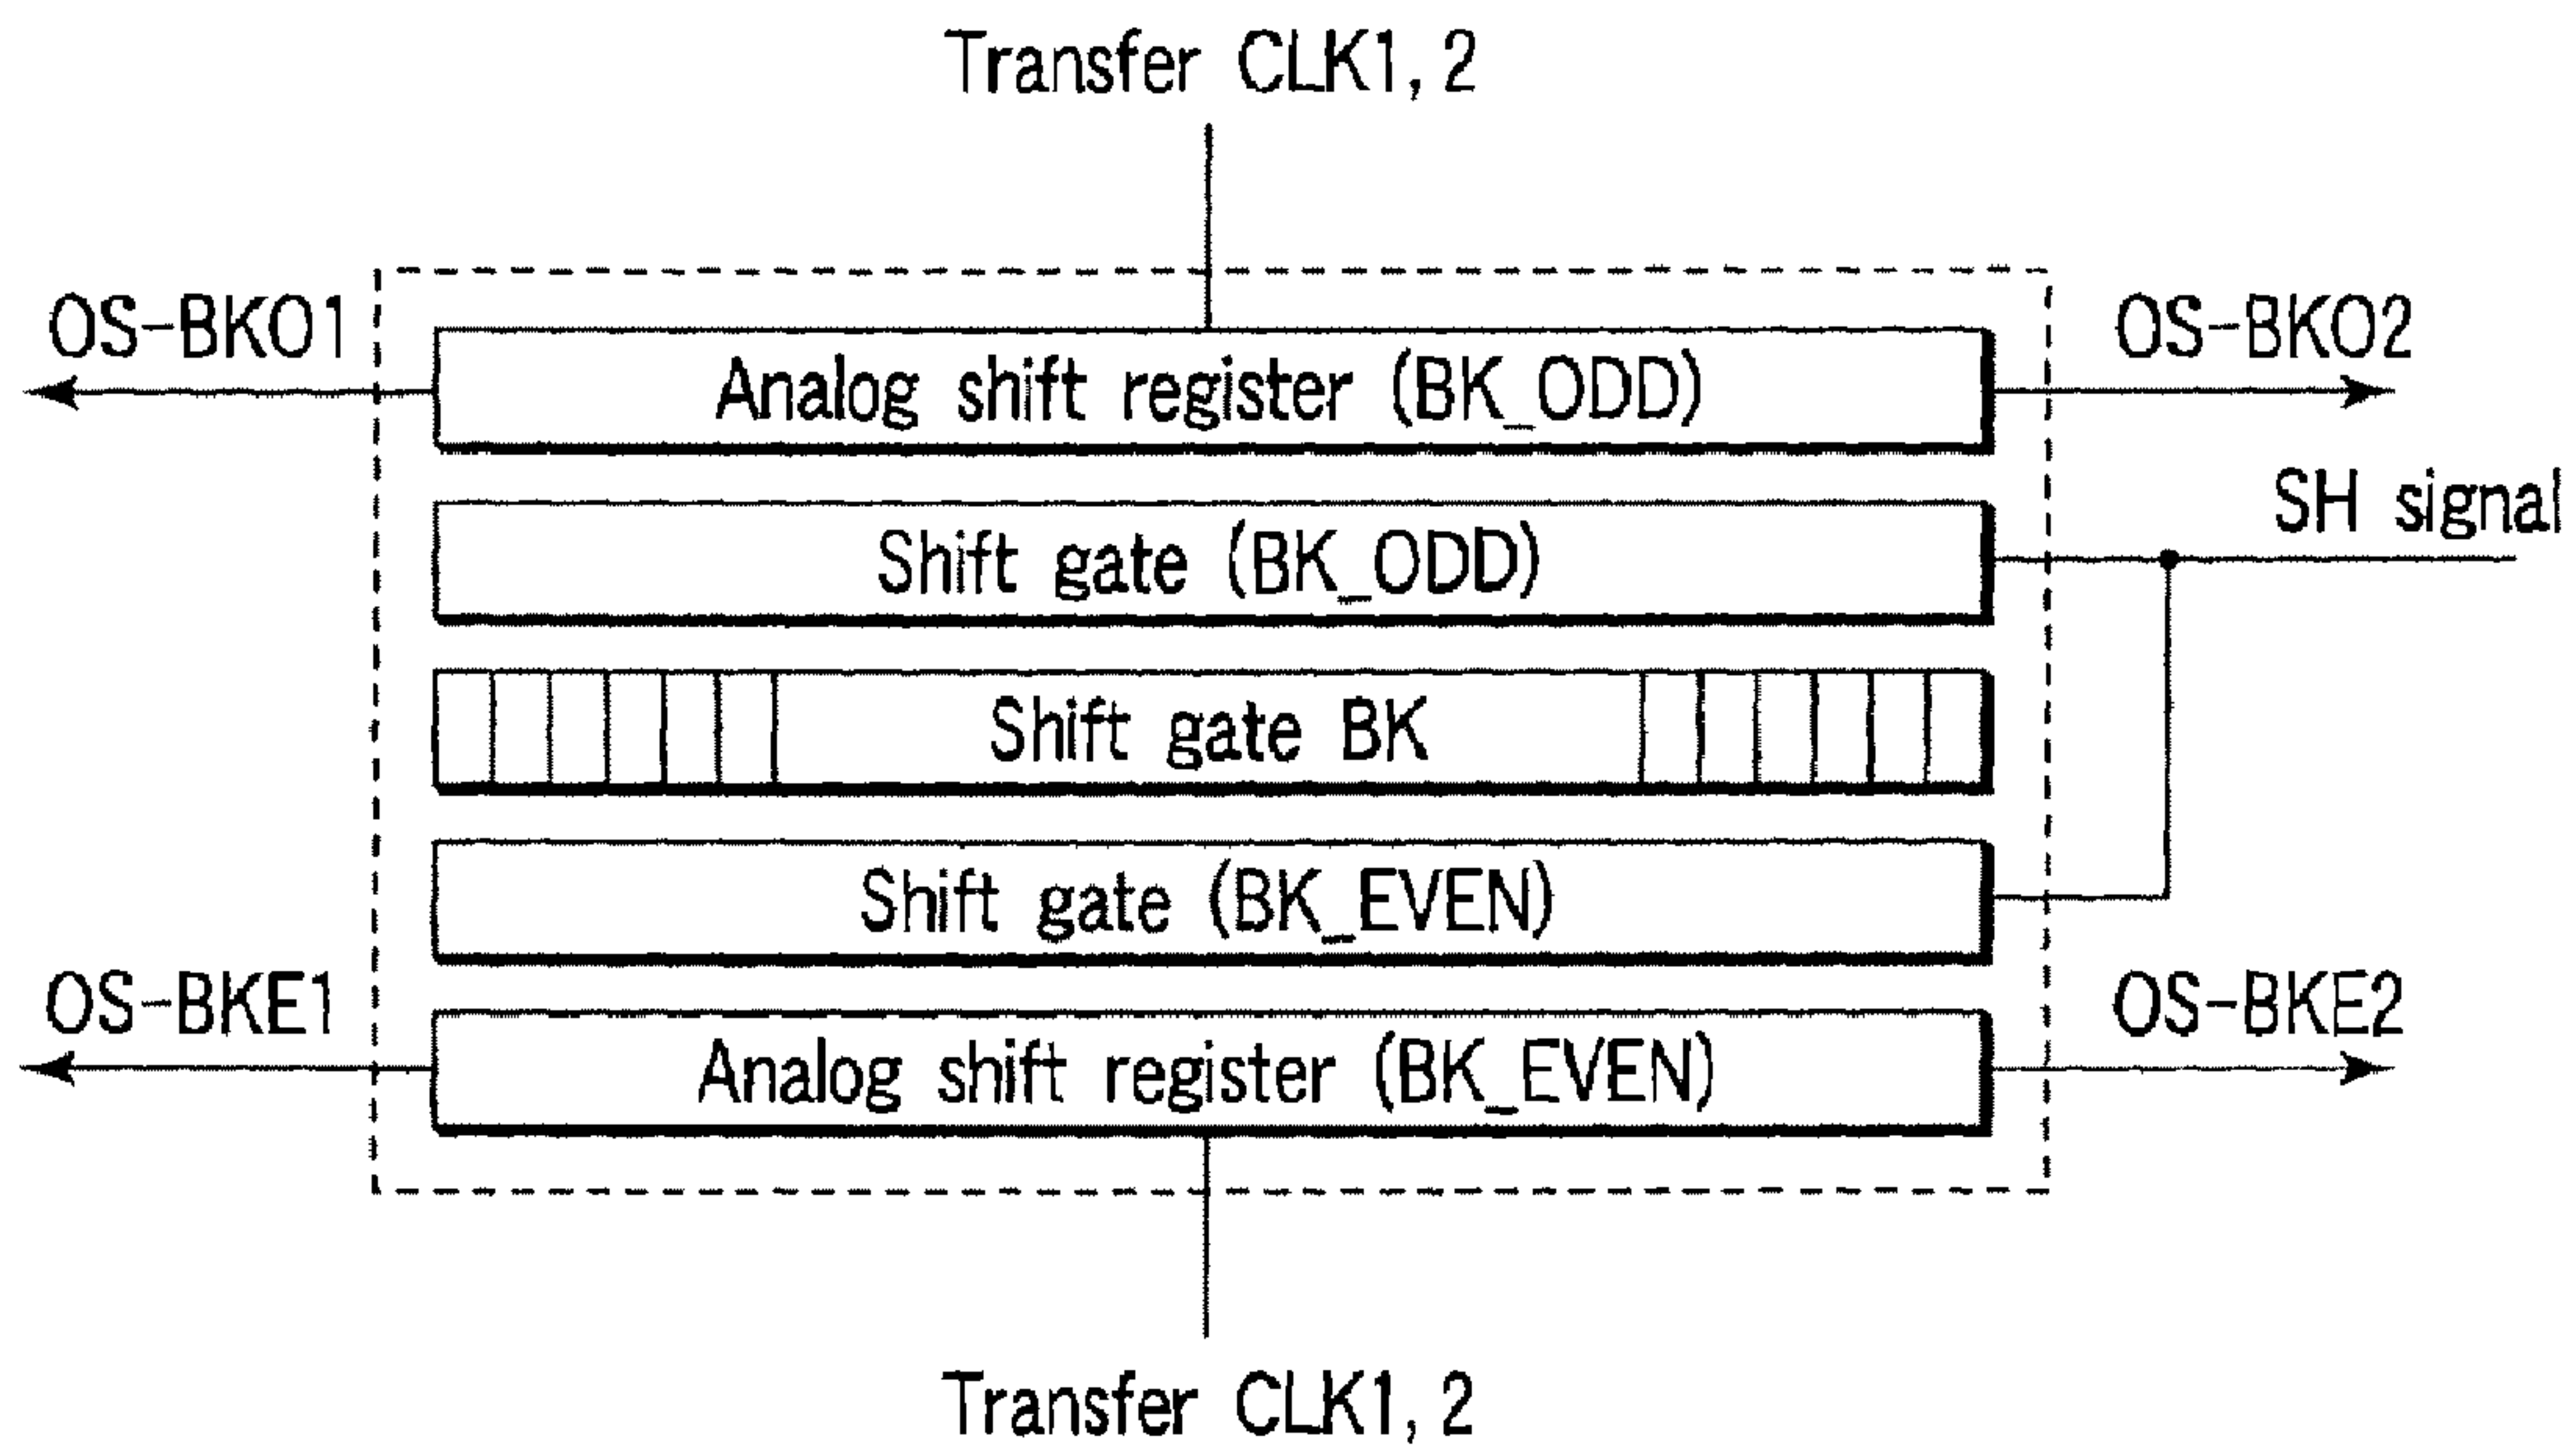 Transfer CLK1, 2
OS-BKO1
OS-BKO2
Analog shift register (BK_ODD)
SH signal
Shift gate (BK_ODD)
Shift gate BK
Shift gate (BK_EVEN)
OS-BKE1
OS-BKE2
Analog shift register (BK_EVEN)
Transfer CLK1, 2